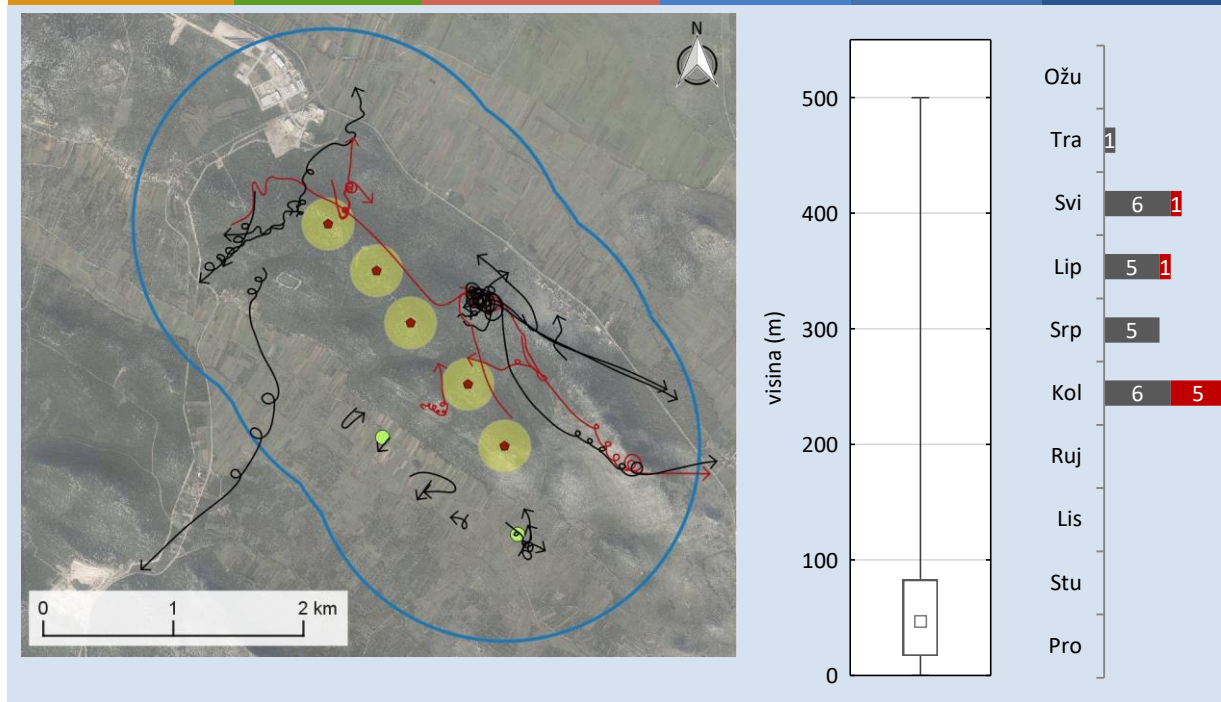 N
0 1 2 km
visina (m)
500
400
300
200
100
0
Ožu
Tra 1
Svi 6 1
Lip 5 1
Srp 5
Kol 6 5
Ruj
Lis
Stu
Pro